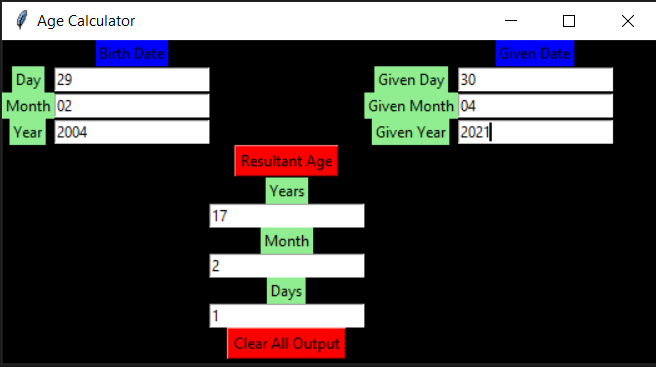 Age Calculator
Birth Date Given Date
Day 29 Given Day 30
Month 02 Given Month 04
Year 2004 Given Year 2021
Resultant Age
Years
17
Month
2
Days
1
Clear All Output